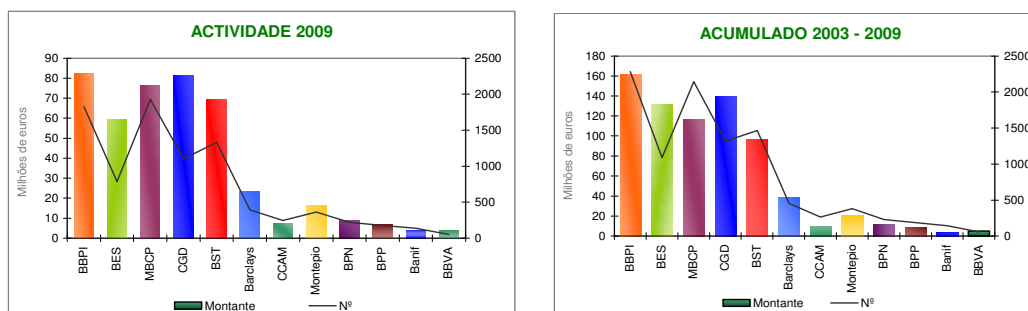 ACTIVIDADE 2009
Milhões de euros
90
80
70
60
50
40
30
20
10
0
2500
2000
1500
1000
500
0
BBPI
BES
MBCP
CGD
BST
Barclays
CCAM
Montepio
BPN
BPP
Banif
BBVA
Montante Nº
ACUMULADO 2003 - 2009
Milhões de euros
180
160
140
120
100
80
60
40
20
0
2500
2000
1500
1000
500
0
BBPI
BES
MBCP
CGD
BST
Barclays
CCAM
Montepio
BPN
BPP
Banif
BBVA
Montante Nº